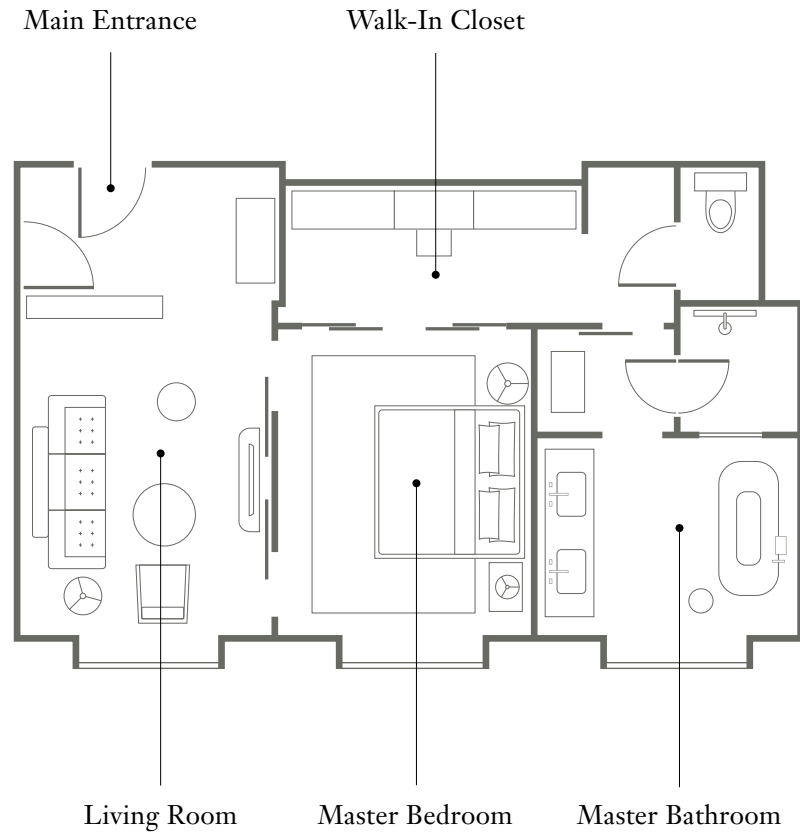 Main Entrance
Walk-In Closet
Living Room
Master Bedroom
Master Bathroom